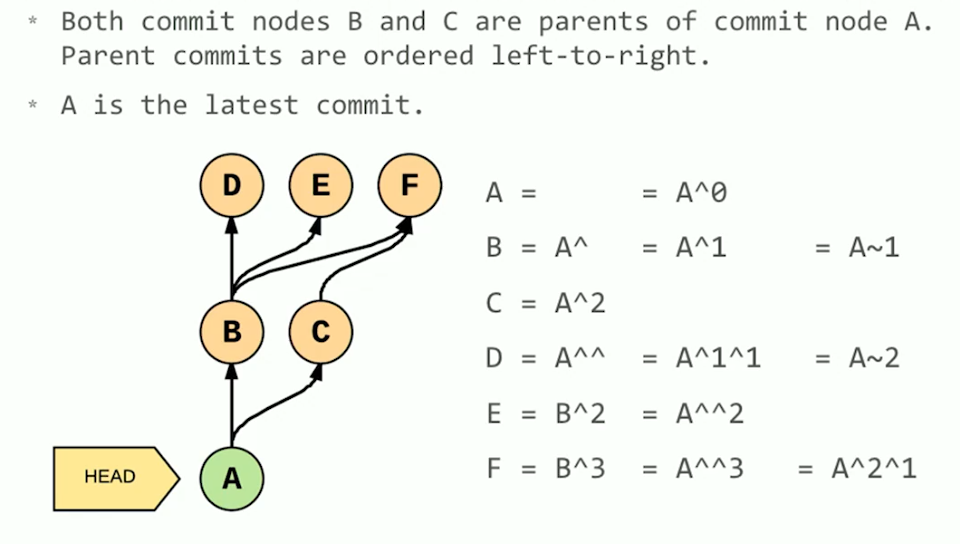 * Both commit nodes B and C are parents of commit node A.
Parent commits are ordered left-to-right.
* A is the latest commit.
D E F
B C
HEAD A
A = = A^0
B = A^ = A^1 = A~1
C = A^2
D = A^^ = A^1^1 = A~2
E = B^2 = A^^2
F = B^3 = A^^3 = A^2^1